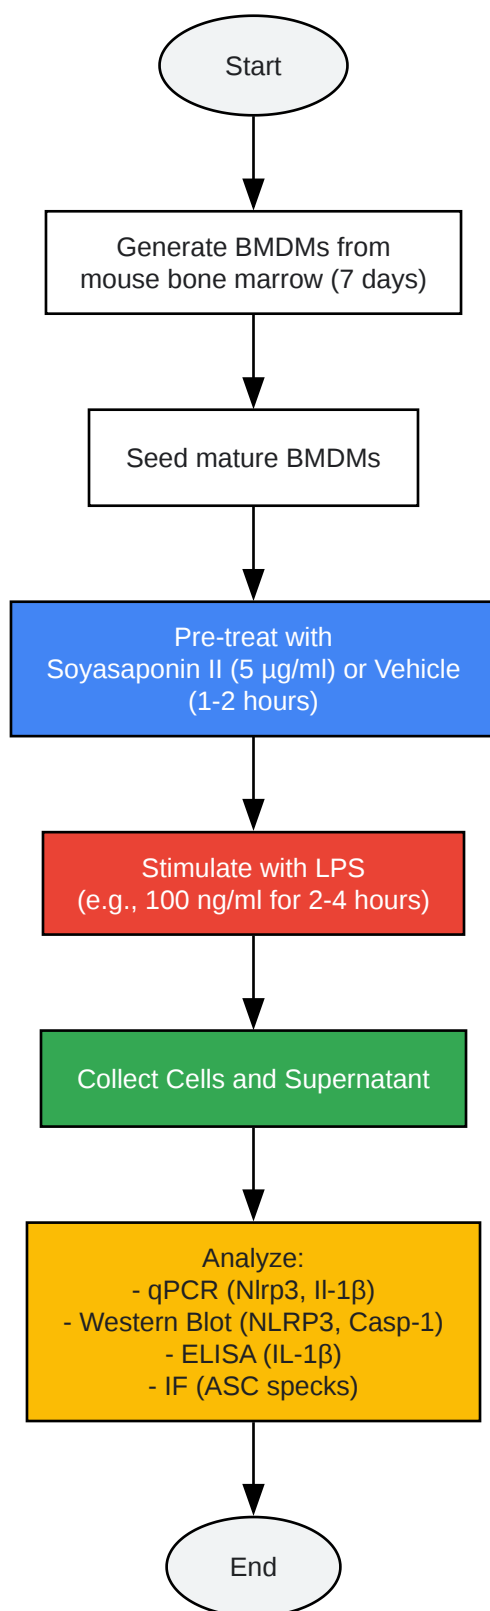 Start
Generate BMDMs from
mouse bone marrow (7 days)
Seed mature BMDMs
Pre-treat with
Soyasaponin II (5 µg/ml) or Vehicle
(1-2 hours)
Stimulate with LPS
(e.g., 100 ng/ml for 2-4 hours)
Collect Cells and Supernatant
Analyze:
- qPCR (Nlrp3, Il-1β)
- Western Blot (NLRP3, Casp-1)
- ELISA (IL-1β)
- IF (ASC specks)
End